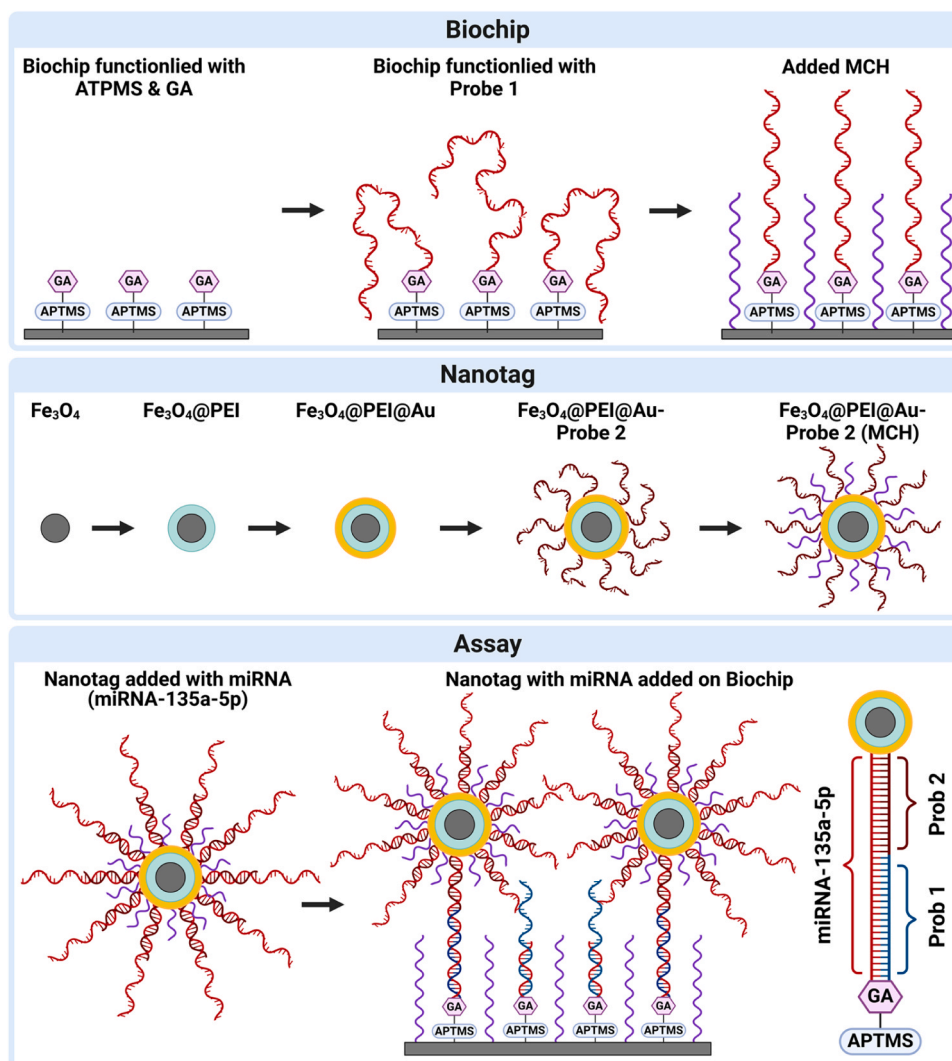 Biochip
Biochip functionlied with
ATPMS & GA
Biochip functionlied with
Probe 1
Added MCH
GA
GA
GA
APTMS
APTMS
APTMS
GA
GA
GA
APTMS
APTMS
APTMS
GA
GA
GA
APTMS
APTMS
APTMS
Nanotag
Fe₃O₄
Fe₃O₄@PEI
Fe₃O₄@PEI@Au
Fe₃O₄@PEI@Au-
Probe 2
Fe₃O₄@PEI@Au-
Probe 2 (MCH)
Assay
Nanotag added with miRNA
(miRNA-135a-5p)
Nanotag with miRNA added on Biochip
GA
GA
GA
GA
APTMS
APTMS
APTMS
APTMS
miRNA-135a-5p
Prob 2
Prob 1
GA
APTMS